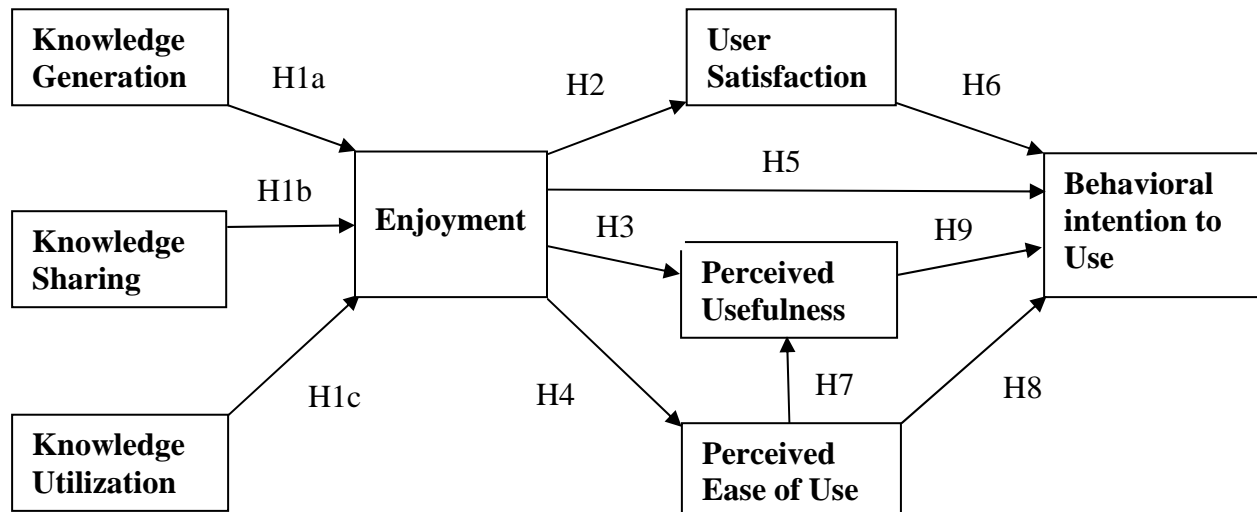 Knowledge
Generation
H1a
H1b
Knowledge
Sharing
H1c
Knowledge
Utilization
Enjoyment
H2
User
Satisfaction
H6
H5
H3
Perceived
Usefulness
H9
H4
H7
Perceived
Ease of Use
H8
Behavioral
intention to
Use